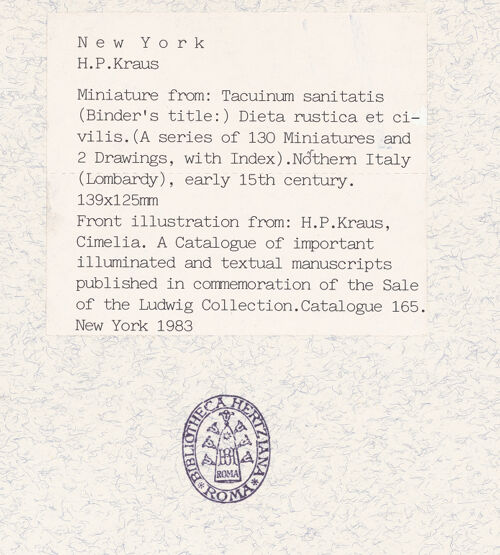 New York
H.P.Kraus
Miniature from: Tacuinum sanitatis
(Binder's title:) Dieta rustica et ci-
vilis.(A series of 130 Miniatures and
2 Drawings, with Index).Nothern Italy
(Lombardy), early 15th century.
139x125mm
Front illustration from: H.P.Kraus,
Cimelia. A Catalogue of important
illuminated and textual manuscripts
published in commemoration of the Sale
of the Ludwig Collection.Catalogue 165.
New York 1983
BIBLIOTHECA HERTZIANA
ROMA
ROMA